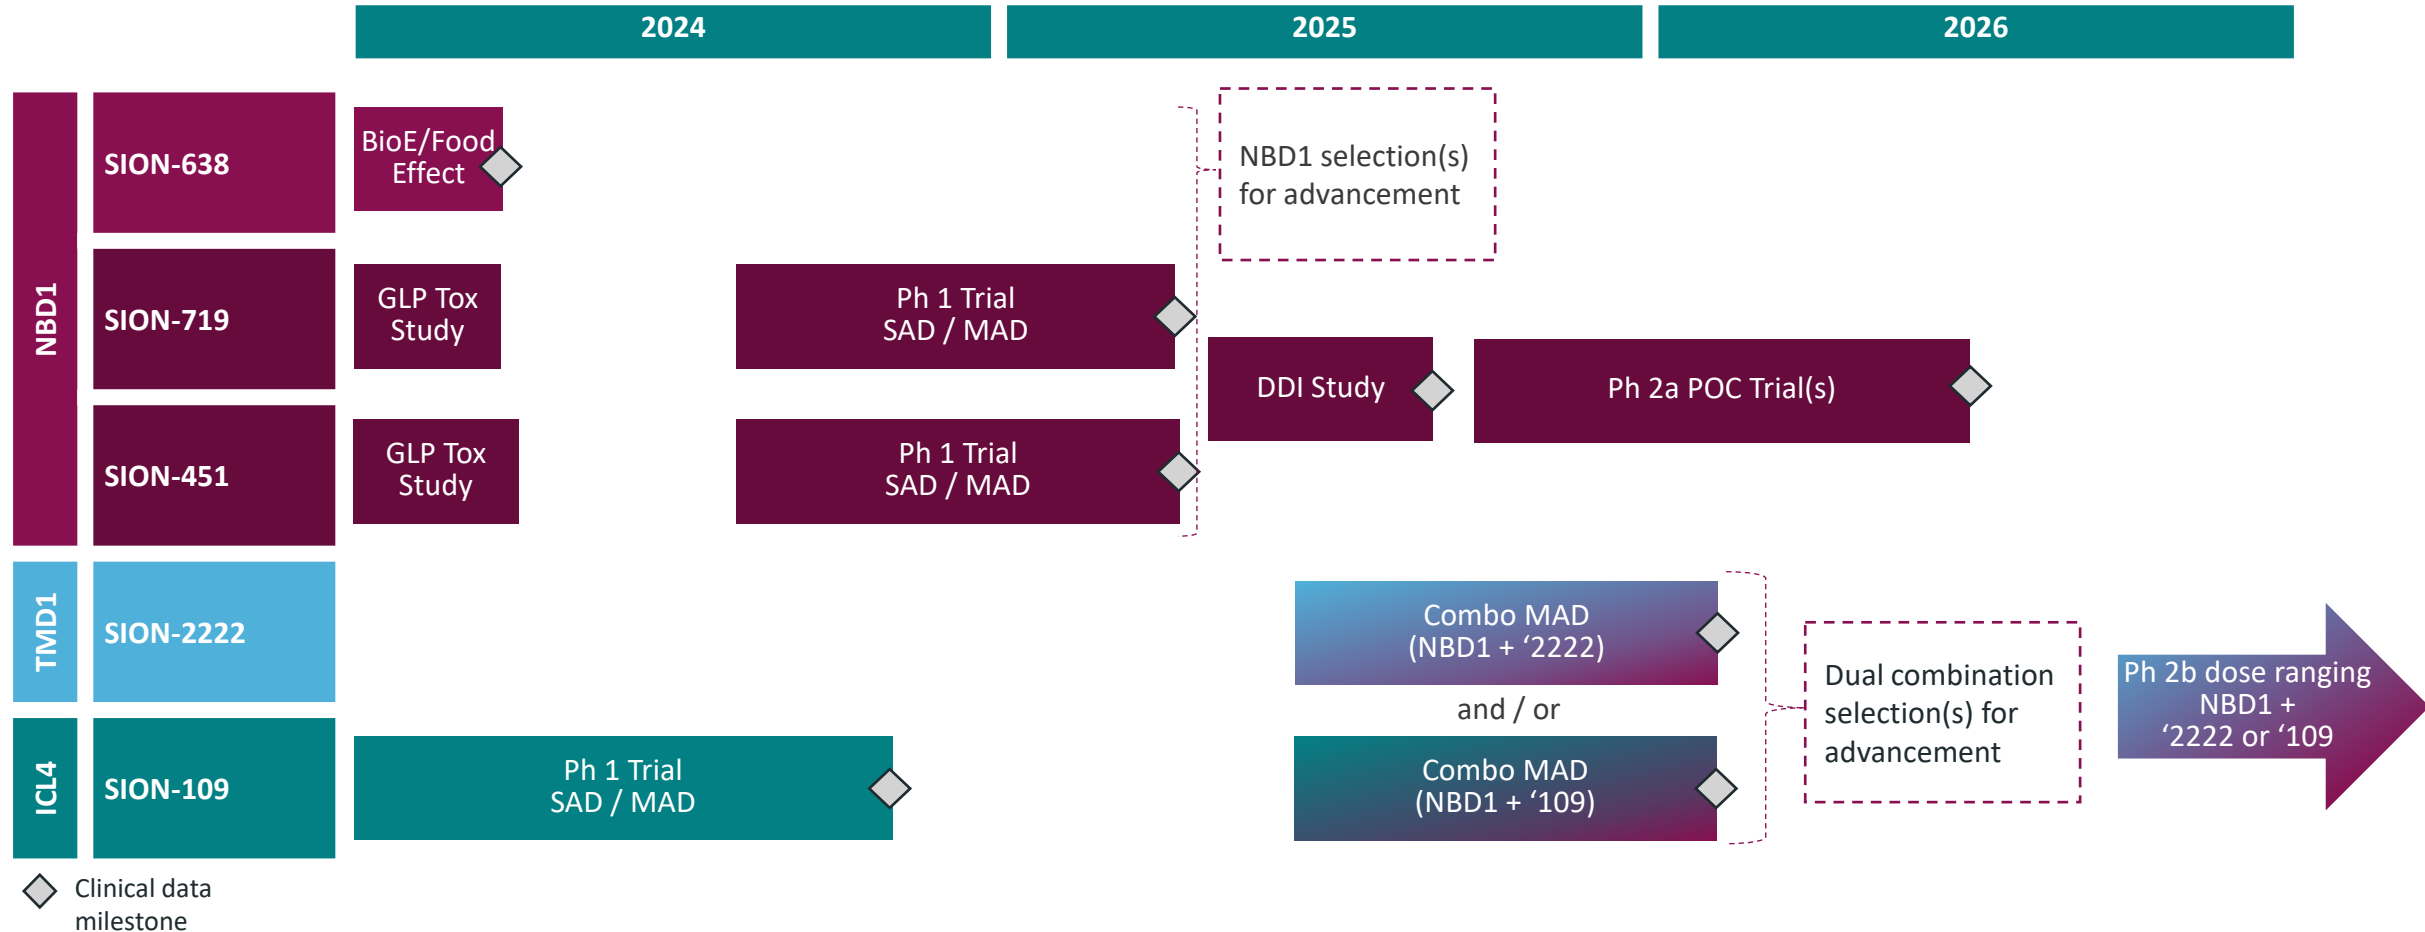 2024
2025
2026
NBD1
SION-638
BioE/Food
Effect
NBD1 selection(s)
for advancement
SION-719
GLP Tox
Study
Ph 1 Trial
SAD / MAD
DDI Study
Ph 2a POC Trial(s)
SION-451
GLP Tox
Study
Ph 1 Trial
SAD / MAD
TMD1
SION-2222
Combo MAD
(NBD1 + ‘2222)
and / or
Dual combination
selection(s) for
advancement
Ph 2b dose ranging
NBD1 +
‘2222 or ‘109
ICL4
SION-109
Ph 1 Trial
SAD / MAD
Combo MAD
(NBD1 + ‘109)
Clinical data
milestone